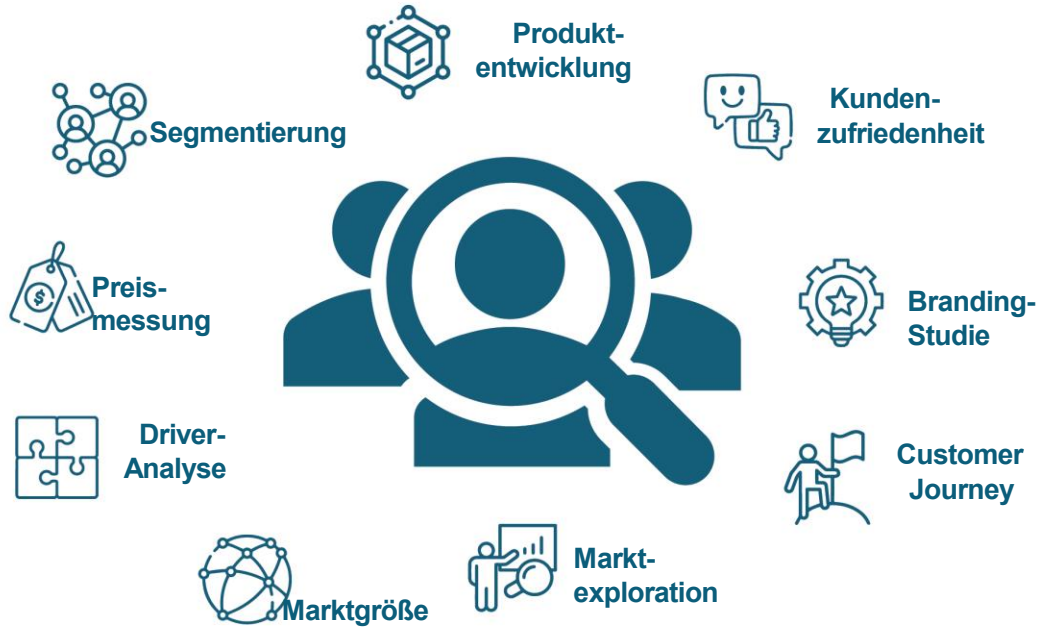 Produkt-
entwicklung
Kunden-
zufriedenheit
Segmentierung
Preis-
messung
Branding-
Studie
Driver-
Analyse
Customer
Journey
Marktgröße
Markt-
exploration
$